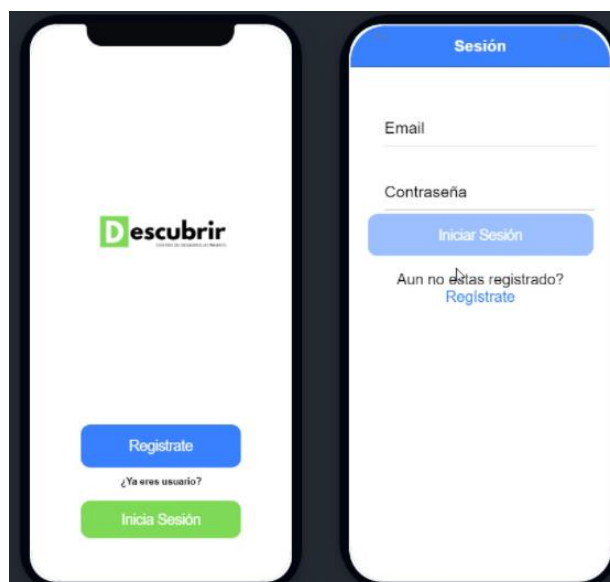 Descubrir
Registrate
¿Ya eres usuario?
Inicia Sesión
Sesión
Email
Contraseña
Iniciar Sesión
Aun no estas registrado?
Regístrate